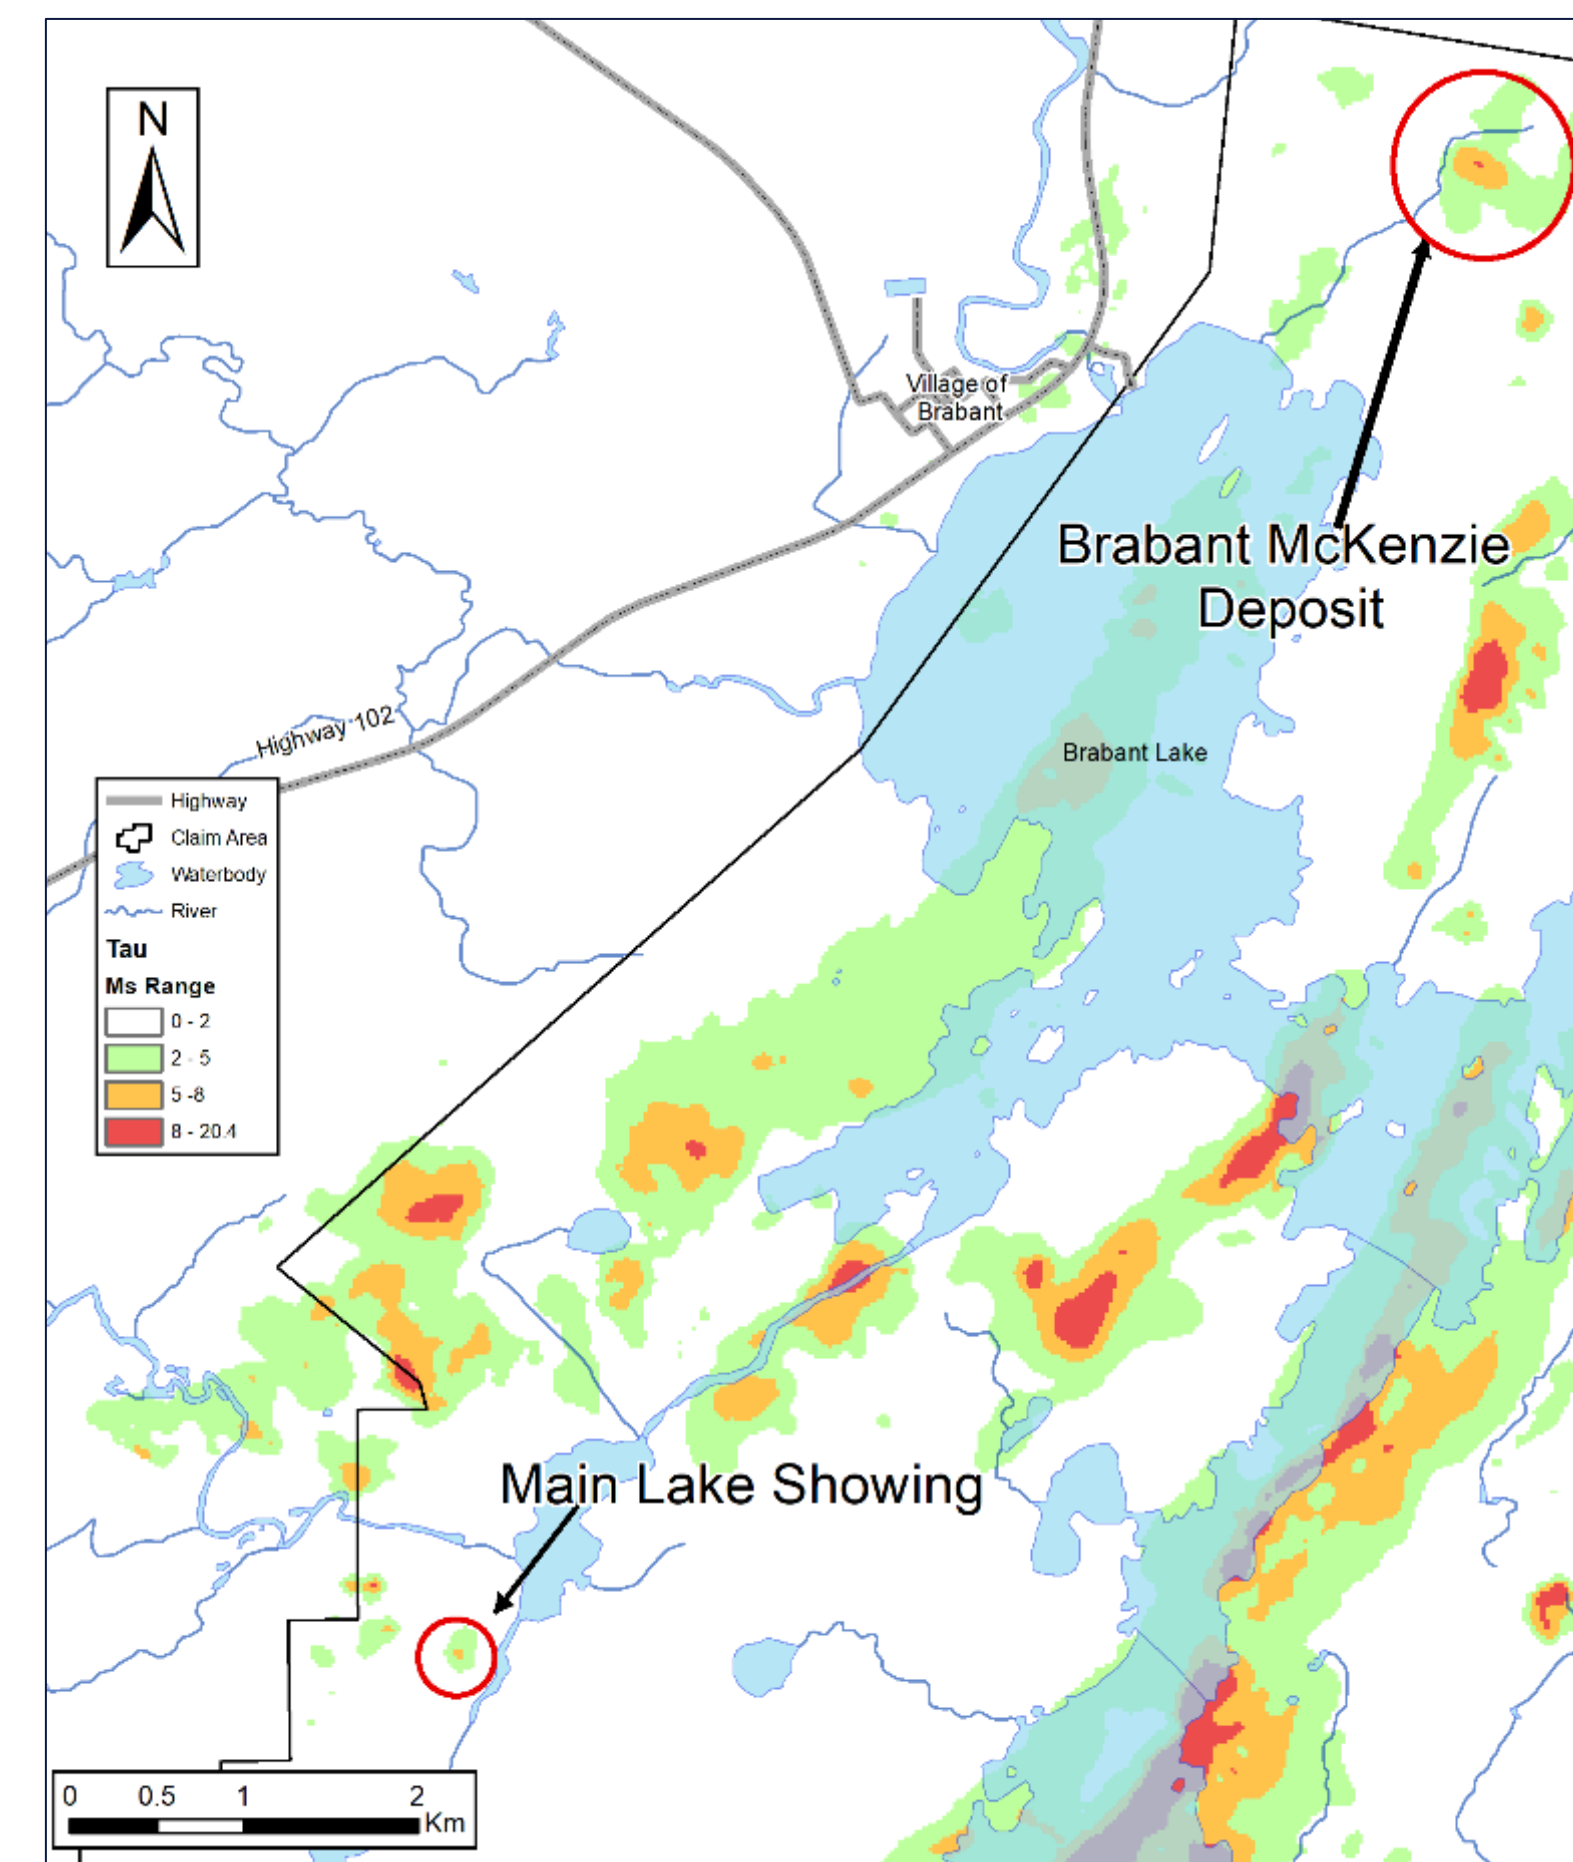 N
Village of
Brabant
Brabant McKenzie
Deposit
Highway 102
Brabant Lake
Highway
Claim Area
Waterbody
River
Tau
Ms Range
0 - 2
2 - 5
5 -8
8 - 20.4
Main Lake Showing
0 0.5 1 2
Km